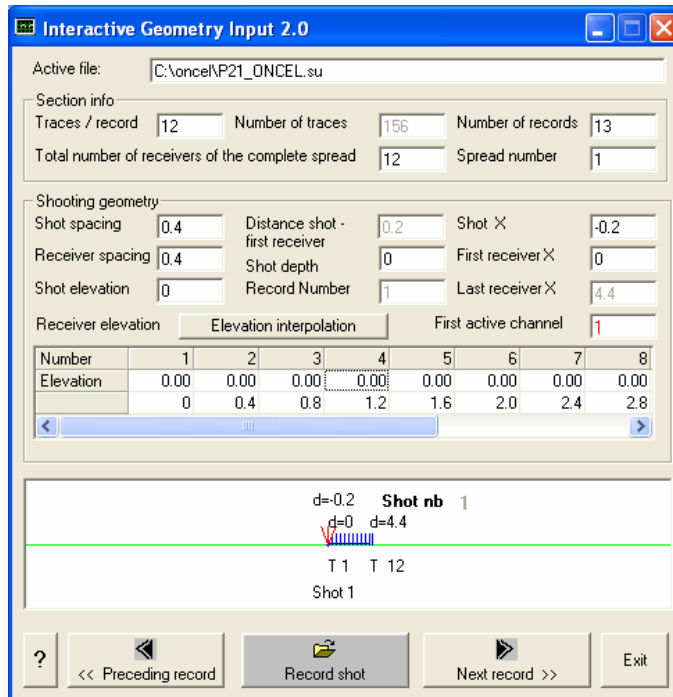 Interactive Geometry Input 2.0
Active file: C:\oncel\P21_ONCEL.su
Section info
Traces / record 12 Number of traces 156 Number of records 13
Total number of receivers of the complete spread 12 Spread number 1
Shooting geometry
Shot spacing 0.4 Distance shot - first receiver 0.2 Shot X -0.2
Receiver spacing 0.4 Shot depth 0 First receiver X 0
Shot elevation 0 Record Number 1 Last receiver X 4.4
Receiver elevation Elevation interpolation First active channel 1
Number 1 2 3 4 5 6 7 8
Elevation 0.00 0.00 0.00 0.00 0.00 0.00 0.00 0.00
0 0.4 0.8 1.2 1.6 2.0 2.4 2.8
d=-0.2 Shot nb 1
d=0 d=4.4
T 1 T 12
Shot 1
? << Preceding record Record shot Next record >> Exit